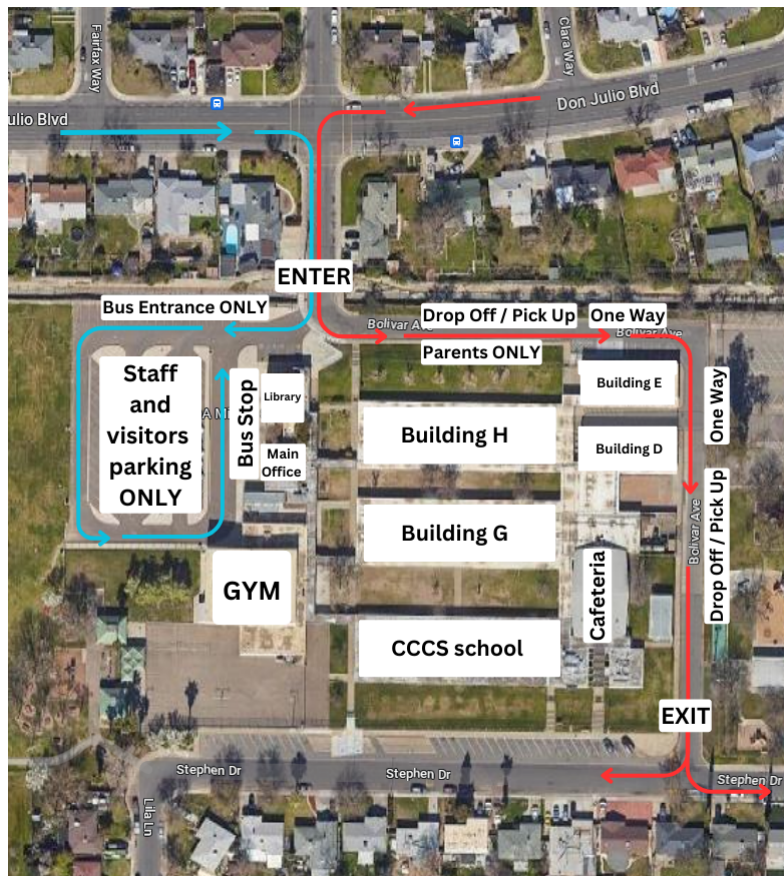 Fairfax Way
Clara Way
Don Julio Blvd
ulio Blvd
ENTER
Bus Entrance ONLY
Bolivar Ave
Drop Off / Pick Up
One Way
Bolivar Ave
Parents ONLY
Staff
and
visitors
parking
ONLY
A M
Bus Stop
Library
Main
Office
Building E
Building H
Building D
One Way
Building G
Bolivar Ave
Drop Off / Pick Up
GYM
Cafeteria
CCCS school
EXIT
Stephen Dr
Stephen Dr
Stephen Dr
Lila Ln